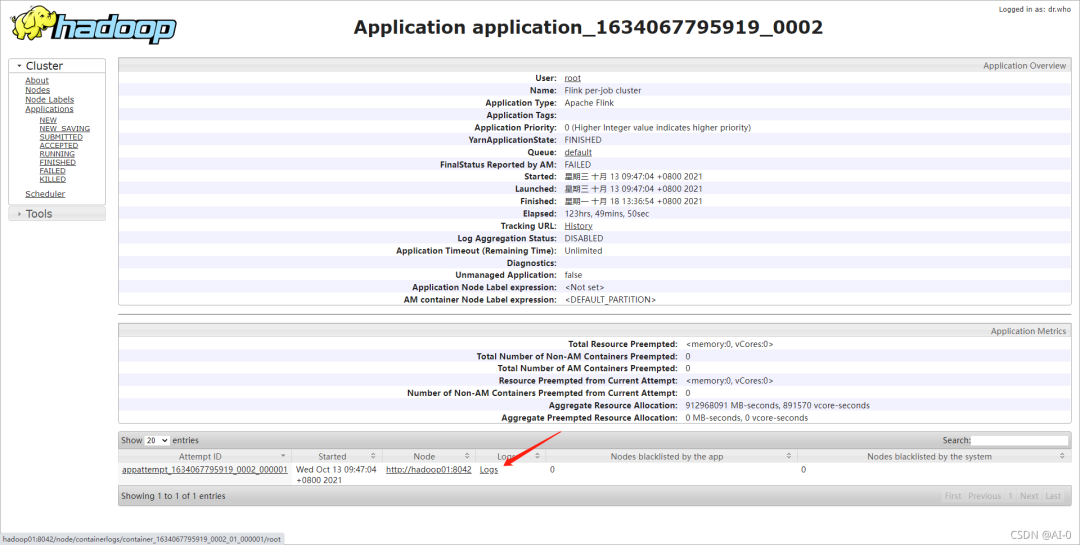 Logged in as: dr.who
hadoop
Application application_1634067795919_0002
Cluster
About
Nodes
Node Labels
Applications
NEW
NEW_SAVING
SUBMITTED
ACCEPTED
RUNNING
FINISHED
FAILED
KILLED
Scheduler
Tools
Application Overview
User: root
Name: Flink per-job cluster
Application Type: Apache Flink
Application Tags:
Application Priority: 0 (Higher Integer value indicates higher priority)
YarnApplicationState: FINISHED
Queue: default
FinalStatus Reported by AM: FAILED
Started: 星期三 十月 13 09:47:04 +0800 2021
Launched: 星期三 十月 13 09:47:04 +0800 2021
Finished: 星期一 十月 18 13:36:54 +0800 2021
Elapsed: 123hrs, 49mins, 50sec
Tracking URL: History
Log Aggregation Status: DISABLED
Application Timeout (Remaining Time): Unlimited
Diagnostics:
Unmanaged Application: false
Application Node Label expression: <Not set>
AM container Node Label expression: <DEFAULT_PARTITION>
Application Metrics
Total Resource Preempted: <memory:0, vCores:0>
Total Number of Non-AM Containers Preempted: 0
Total Number of AM Containers Preempted: 0
Resource Preempted from Current Attempt: <memory:0, vCores:0>
Number of Non-AM Containers Preempted from Current Attempt: 0
Aggregate Resource Allocation: 912968091 MB-seconds, 891570 vcore-seconds
Aggregate Preempted Resource Allocation: 0 MB-seconds, 0 vcore-seconds
Show 20 entries Search:
Attempt ID Started Node Logs Nodes blacklisted by the app Nodes blacklisted by the system
appattempt_1634067795919_0002_000001 Wed Oct 13 09:47:04 http://hadoop01:8042 Logs 0 0
+0800 2021
Showing 1 to 1 of 1 entries First Previous 1 Next Last
hadoop01:8042/node/containerlogs/container_1634067795919_0002_01_000001/root
CSDN @AI-0